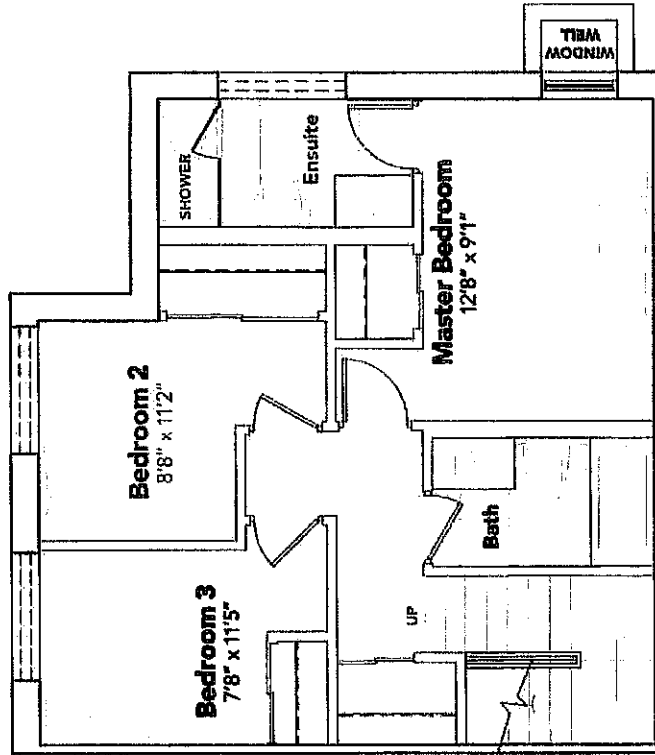 Bedroom 3
7'8" x 11'5"
Bedroom 2
8'8" x 11'2"
UP
Bath
SHOWER
Ensuite
Master Bedroom
12'8" x 9'1"
WINDOW
WELL